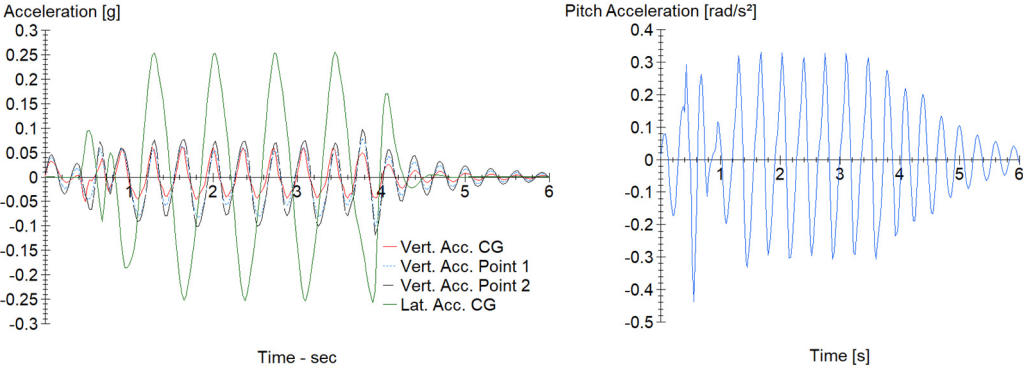 Acceleration [g]
0.3
0.25
0.2
0.15
0.1
0.05
0
-0.05
-0.1
-0.15
-0.2
-0.25
-0.3
1 2 3 4 5 6
Vert. Acc. CG
Vert. Acc. Point 1
Vert. Acc. Point 2
Lat. Acc. CG
Time - sec
Pitch Acceleration [rad/s²]
0.4
0.3
0.2
0.1
0
-0.1
-0.2
-0.3
-0.4
-0.5
1 2 3 4 5 6
Time [s]